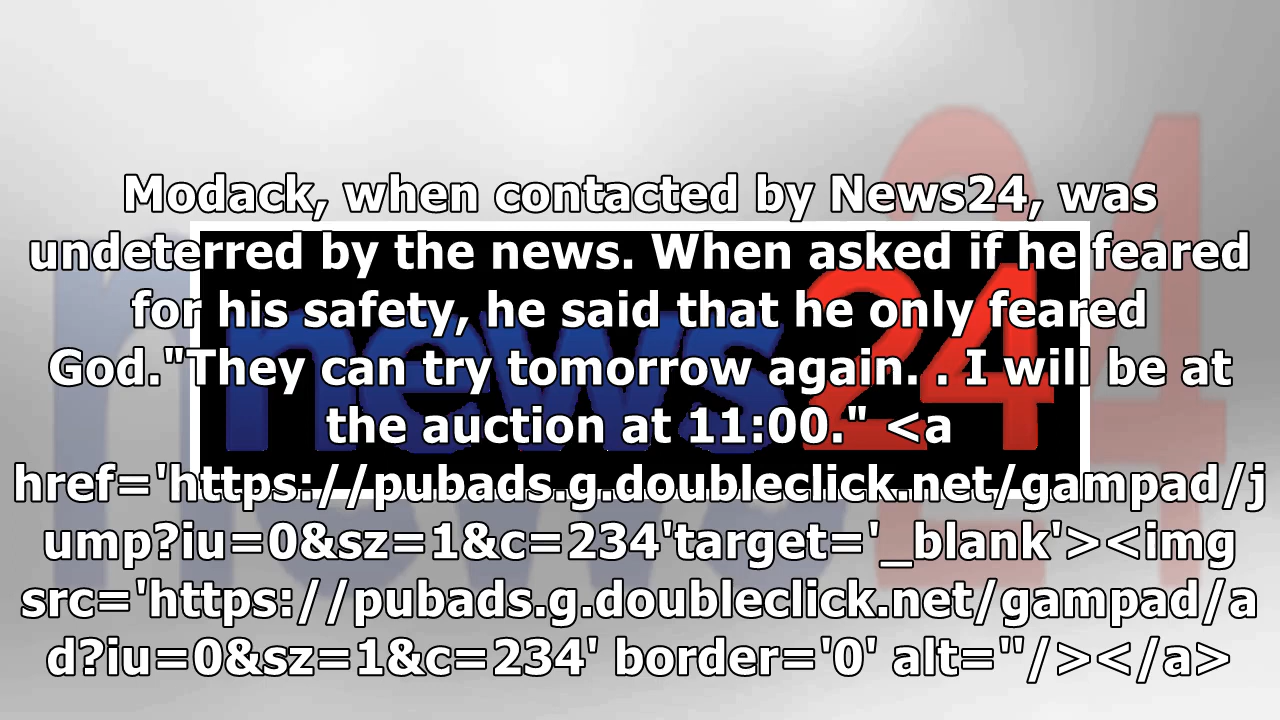 Modack, when contacted by News24, was
undeterred by the news. When asked if he feared
for his safety, he said that he only feared
God."They can try tomorrow again. . I will be at
the auction at 11:00." <a
href='https://pubads.g.doubleclick.net/gampad/j
ump?iu=0&sz=1&c=234'target='_blank'><img
src='https://pubads.g.doubleclick.net/gampad/a
d?iu=0&sz=1&c=234' border='0' alt=''/></a>
news24
news24